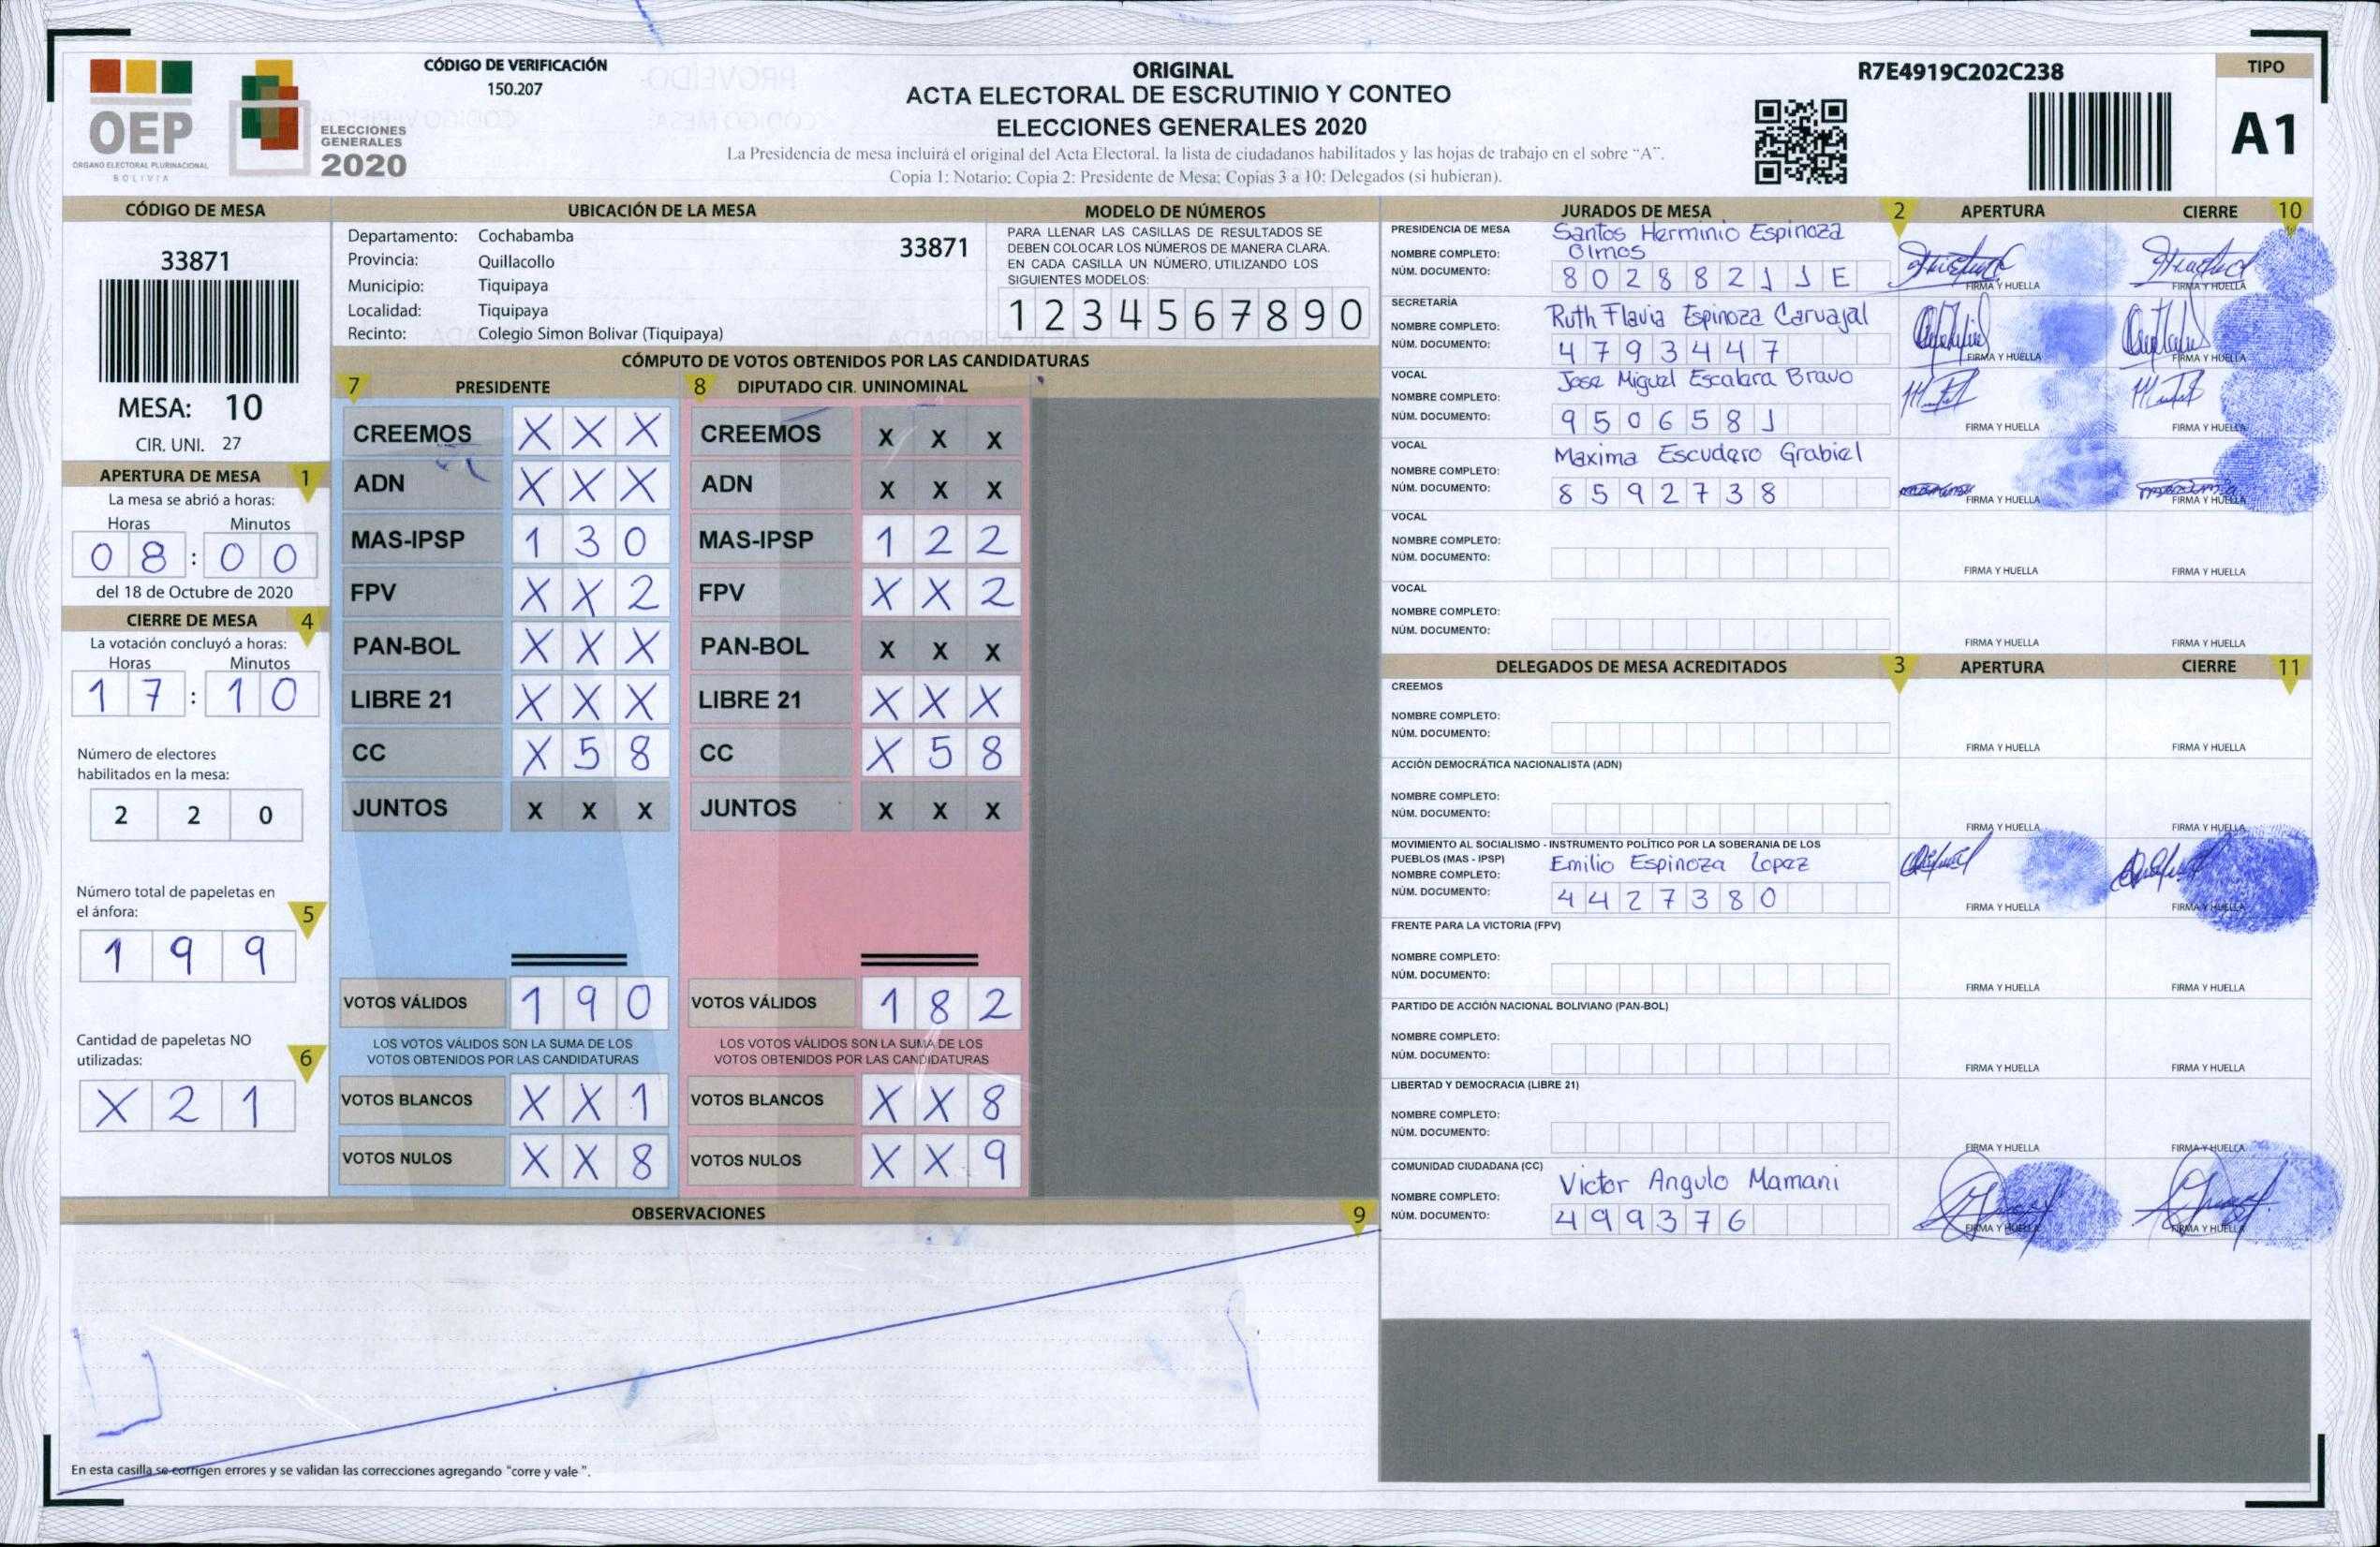 CÓDIGO DE VERIFICACIÓN
150.207
OEP
ÓRGANO ELECTORAL PLURINACIONAL
BOLIVIA
ELECCIONES
GENERALES
2020
ORIGINAL
ACTA ELECTORAL DE ESCRUTINIO Y CONTEO
ELECCIONES GENERALES 2020
La Presidencia de mesa incluirá el original del Acta Electoral, la lista de ciudadanos habilitados y las hojas de trabajo en el sobre "A".
Copia 1: Notario; Copia 2: Presidente de Mesa; Copias 3 a 10: Delegados (si hubieran).
R7E4919C202C238
TIPO
A1
CÓDIGO DE MESA
33871
MESA: 10
CIR. UNI. 27
APERTURA DE MESA 1
La mesa se abrió a horas:
Horas Minutos
0 8 : 0 0
del 18 de Octubre de 2020
CIERRE DE MESA 4
La votación concluyó a horas:
Horas Minutos
1 7 : 1 0
Número de electores
habilitados en la mesa:
2 2 0
Número total de papeletas en
el ánfora: 5
1 9 9
Cantidad de papeletas NO
utilizadas: 6
X 2 1
UBICACIÓN DE LA MESA
Departamento: Cochabamba 33871
Provincia: Quillacollo
Municipio: Tiquipaya
Localidad: Tiquipaya
Recinto: Colegio Simon Bolivar (Tiquipaya)
MODELO DE NÚMEROS
PARA LLENAR LAS CASILLAS DE RESULTADOS SE
DEBEN COLOCAR LOS NÚMEROS DE MANERA CLARA.
EN CADA CASILLA UN NÚMERO, UTILIZANDO LOS
SIGUIENTES MODELOS:
1 2 3 4 5 6 7 8 9 0
CÓMPUTO DE VOTOS OBTENIDOS POR LAS CANDIDATURAS
7 PRESIDENTE 8 DIPUTADO CIR. UNINOMINAL
CREEMOS X X X CREEMOS X X X
ADN X X X ADN X X X
MAS-IPSP 1 3 0 MAS-IPSP 1 2 2
FPV X X 2 FPV X X 2
PAN-BOL X X X PAN-BOL X X X
LIBRE 21 X X X LIBRE 21 X X X
CC X 5 8 CC X 5 8
JUNTOS X X X JUNTOS X X X
VOTOS VÁLIDOS 1 9 0 VOTOS VÁLIDOS 1 8 2
LOS VOTOS VÁLIDOS SON LA SUMA DE LOS LOS VOTOS VÁLIDOS SON LA SUMA DE LOS
VOTOS OBTENIDOS POR LAS CANDIDATURAS VOTOS OBTENIDOS POR LAS CANDIDATURAS
VOTOS BLANCOS X X 1 VOTOS BLANCOS X X 8
VOTOS NULOS X X 8 VOTOS NULOS X X 9
OBSERVACIONES 9
En esta casilla se corrigen errores y se validan las correcciones agregando "corre y vale ".
JURADOS DE MESA 2 APERTURA CIERRE 10
PRESIDENCIA DE MESA Santos Herminio Espinoza
NOMBRE COMPLETO: Olmos
NÚM. DOCUMENTO: 8 0 2 8 8 2 1 1 E FIRMA Y HUELLA FIRMA Y HUELLA
SECRETARÍA
NOMBRE COMPLETO: Ruth Flavia Espinoza Carvajal
NÚM. DOCUMENTO: 4 7 9 3 4 4 7 FIRMA Y HUELLA FIRMA Y HUELLA
VOCAL
NOMBRE COMPLETO: Jose Miguel Escalera Bravo
NÚM. DOCUMENTO: 9 5 0 6 5 8 1 FIRMA Y HUELLA FIRMA Y HUELLA
VOCAL
NOMBRE COMPLETO: Maxima Escudero Grabiel
NÚM. DOCUMENTO: 8 5 9 2 7 3 8 FIRMA Y HUELLA FIRMA Y HUELLA
VOCAL
NOMBRE COMPLETO:
NÚM. DOCUMENTO: FIRMA Y HUELLA FIRMA Y HUELLA
VOCAL
NOMBRE COMPLETO:
NÚM. DOCUMENTO: FIRMA Y HUELLA FIRMA Y HUELLA
DELEGADOS DE MESA ACREDITADOS 3 APERTURA CIERRE 11
CREEMOS
NOMBRE COMPLETO:
NÚM. DOCUMENTO: FIRMA Y HUELLA FIRMA Y HUELLA
ACCIÓN DEMOCRÁTICA NACIONALISTA (ADN)
NOMBRE COMPLETO:
NÚM. DOCUMENTO: FIRMA Y HUELLA FIRMA Y HUELLA
MOVIMIENTO AL SOCIALISMO - INSTRUMENTO POLÍTICO POR LA SOBERANIA DE LOS
PUEBLOS (MAS - IPSP) Emilio Espinoza Lopez
NOMBRE COMPLETO:
NÚM. DOCUMENTO: 4 4 2 7 3 8 0 FIRMA Y HUELLA FIRMA Y HUELLA
FRENTE PARA LA VICTORIA (FPV)
NOMBRE COMPLETO:
NÚM. DOCUMENTO: FIRMA Y HUELLA FIRMA Y HUELLA
PARTIDO DE ACCIÓN NACIONAL BOLIVIANO (PAN-BOL)
NOMBRE COMPLETO:
NÚM. DOCUMENTO: FIRMA Y HUELLA FIRMA Y HUELLA
LIBERTAD Y DEMOCRACIA (LIBRE 21)
NOMBRE COMPLETO:
NÚM. DOCUMENTO: FIRMA Y HUELLA FIRMA Y HUELLA
COMUNIDAD CIUDADANA (CC) Victor Angulo Mamani
NOMBRE COMPLETO:
NÚM. DOCUMENTO: 4 9 9 3 7 6 FIRMA Y HUELLA FIRMA Y HUELLA